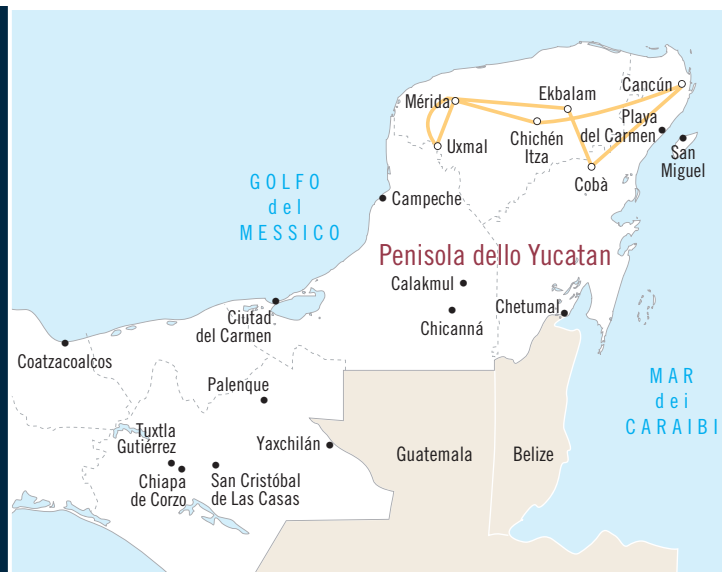 Mérida
Ekbalam
Cancún
Uxmal
Chichén
Itza
Playa
del Carmen
San
Miguel
Cobà
GOLFO
del
MESSICO
Campeche
Penisola dello Yucatan
Calakmul
Chicanná
Chetumal
Ciutad
del Carmen
Coatzacoalcos
Palenque
MAR
dei
CARAIBI
Tuxtla
Gutiérrez
Yaxchilán
Guatemala
Belize
Chiapa
de Corzo
San Cristóbal
de Las Casas